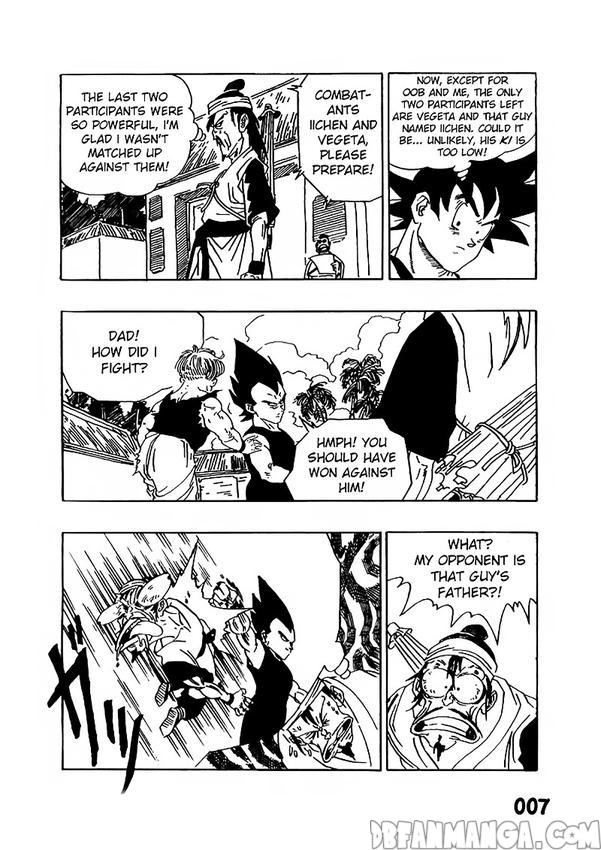 THE LAST TWO
PARTICIPANTS WERE
SO POWERFUL, I'M
GLAD I WASN'T
MATCHED UP
AGAINST THEM!
COMBAT-
ANTS
IICHEN AND
VEGETA,
PLEASE
PREPARE!
NOW, EXCEPT FOR
OOB AND ME, THE ONLY
TWO PARTICIPANTS LEFT
ARE VEGETA AND THAT GUY
NAMED IICHEN. COULD IT
BE... UNLIKELY, HIS KI IS
TOO LOW!
DAD!
HOW DID I
FIGHT?
HMPH! YOU
SHOULD HAVE
WON AGAINST
HIM!
WHAT?
MY OPPONENT IS
THAT GUY'S
FATHER?!
ガッ
007
DBFANMANGA.COM